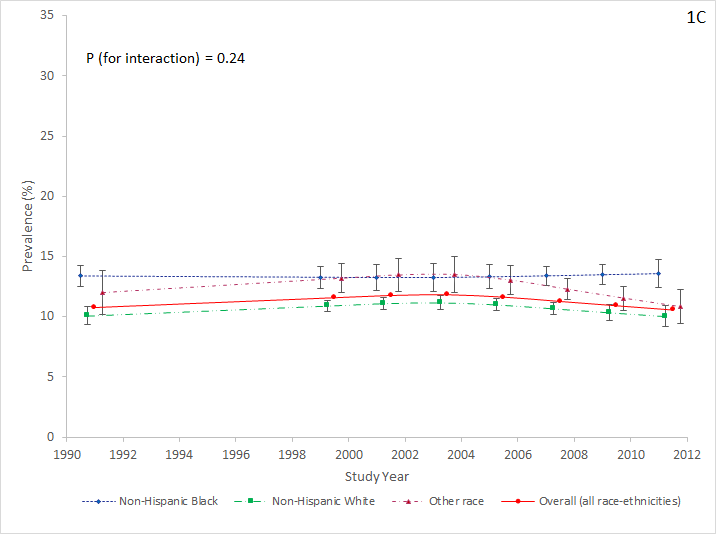 1C
P (for interaction) = 0.24
Prevalence (%)
35
30
25
20
15
10
5
0
1990 1992 1994 1996 1998 2000 2002 2004 2006 2008 2010 2012
Study Year
Non-Hispanic Black Non-Hispanic White Other race Overall (all race-ethnicities)